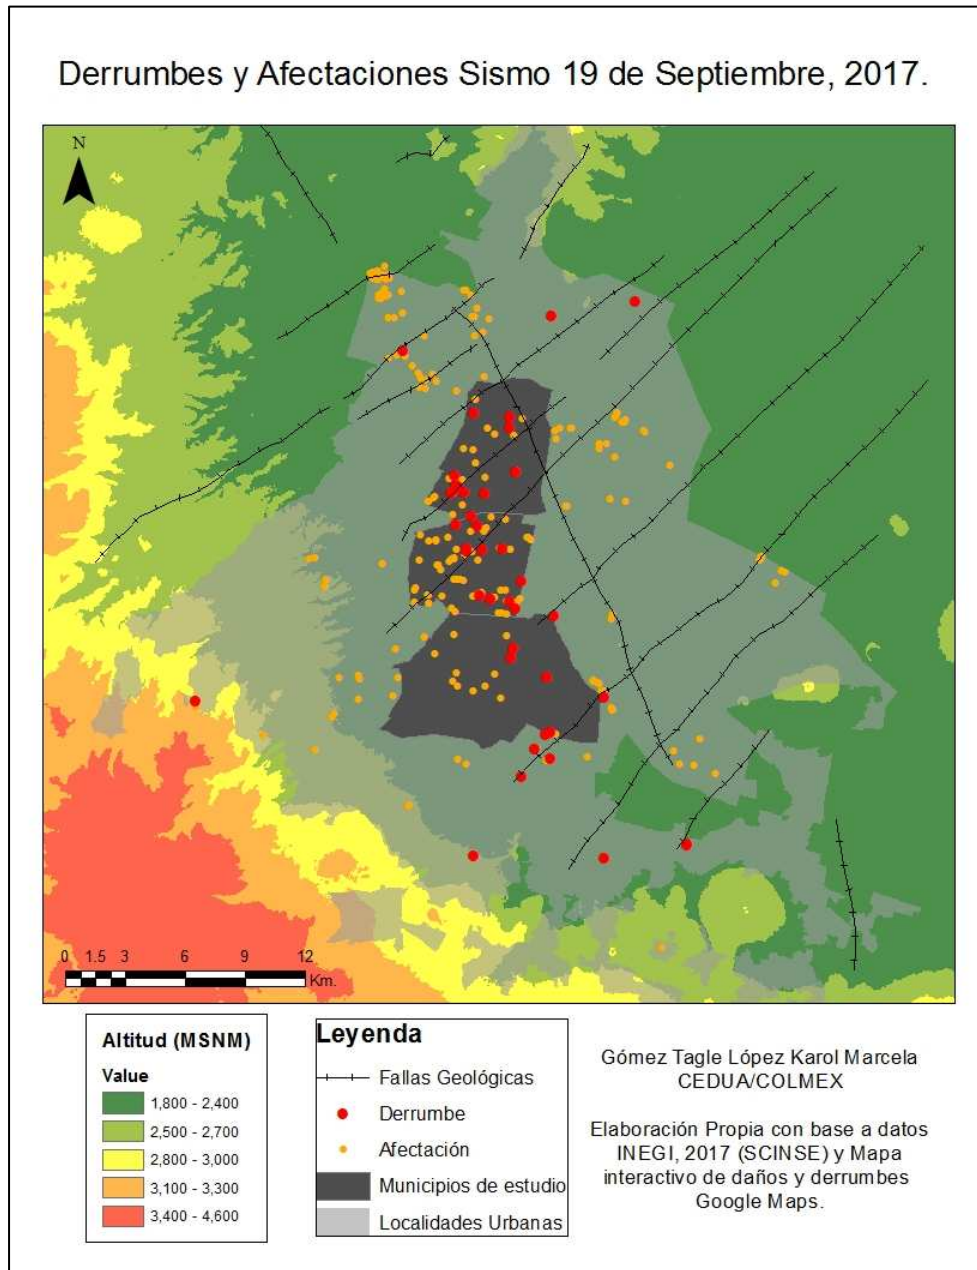 Derrumbes y Afectaciones Sismo 19 de Septiembre, 2017.
N
0 1.5 3 6 9 12
Km.
Altitud (MSNM)
Value
1,800 - 2,400
2,500 - 2,700
2,800 - 3,000
3,100 - 3,300
3,400 - 4,600
Leyenda
Fallas Geológicas
Derrumbe
Afectación
Municipios de estudio
Localidades Urbanas
Gómez Tagle López Karol Marcela
CEDUA/COLMEX
Elaboración Propia con base a datos
INEGI, 2017 (SCINSE) y Mapa
interactivo de daños y derrumbes
Google Maps.